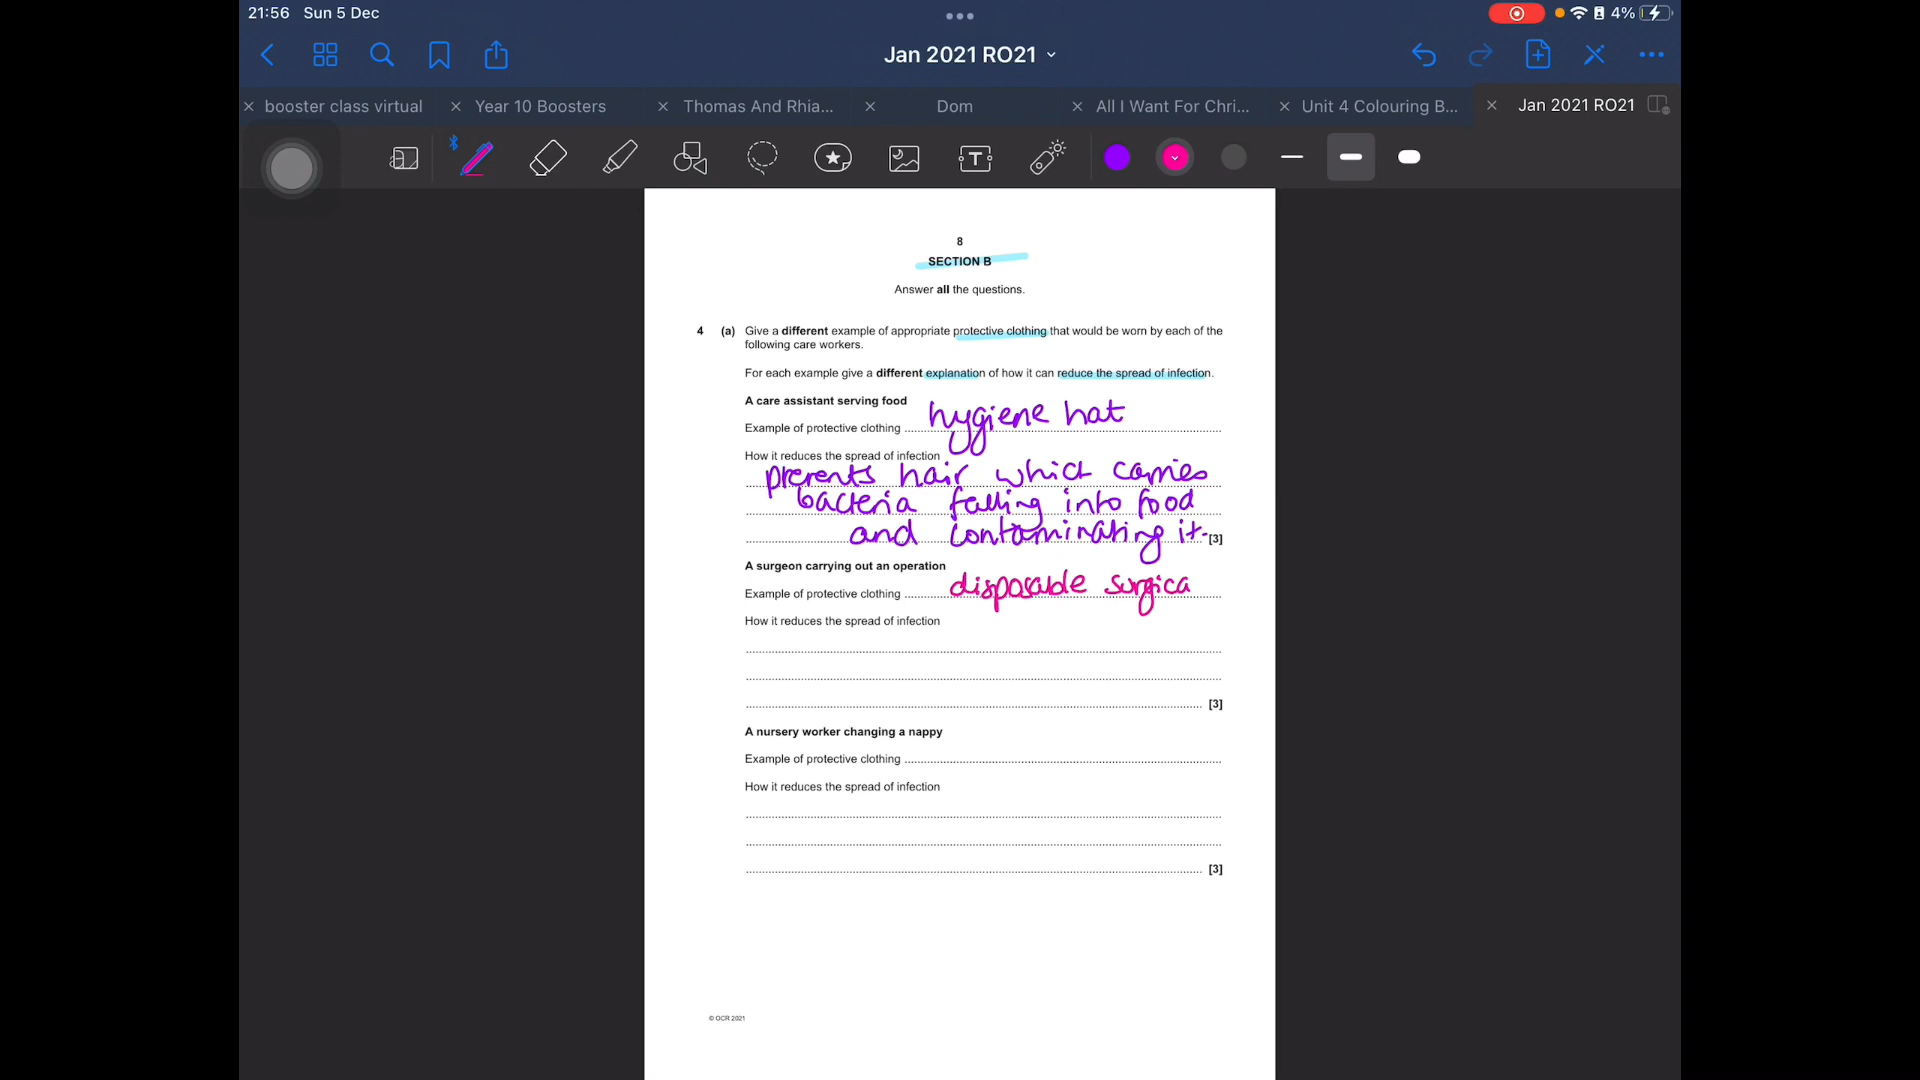 21:56 Sun 5 Dec
4%
Jan 2021 RO21
booster class virtual
Year 10 Boosters
Thomas And Rhia...
Dom
All I Want For Chri...
Unit 4 Colouring B...
Jan 2021 RO21
8
SECTION B
Answer all the questions.
4 (a) Give a different example of appropriate protective clothing that would be worn by each of the
following care workers.
For each example give a different explanation of how it can reduce the spread of infection.
A care assistant serving food
Example of protective clothing hygiene hat
How it reduces the spread of infection
prevents hair which carries
bacteria falling into food
and contaminating it. [3]
A surgeon carrying out an operation
Example of protective clothing disposable surgica
How it reduces the spread of infection
[3]
A nursery worker changing a nappy
Example of protective clothing
How it reduces the spread of infection
[3]
© OCR 2021